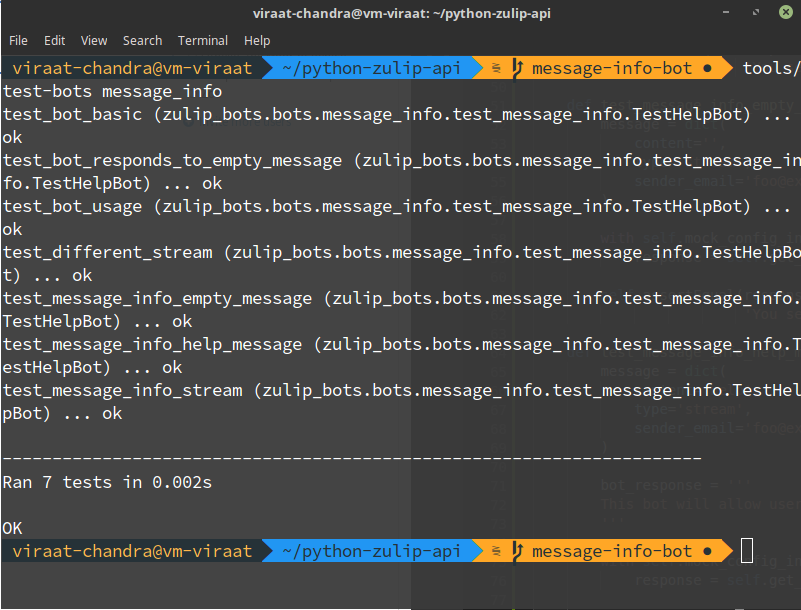 viraat-chandra@vm-viraat: ~/python-zulip-api
File Edit View Search Terminal Help
viraat-chandra@vm-viraat ~/python-zulip-api message-info-bot ● tools/
test-bots message_info
test_bot_basic (zulip_bots.bots.message_info.test_message_info.TestHelpBot) ...
ok
test_bot_responds_to_empty_message (zulip_bots.bots.message_info.test_message_in
fo.TestHelpBot) ... ok
test_bot_usage (zulip_bots.bots.message_info.test_message_info.TestHelpBot) ...
ok
test_different_stream (zulip_bots.bots.message_info.test_message_info.TestHelpBo
t) ... ok
test_message_info_empty_message (zulip_bots.bots.message_info.test_message_info.
TestHelpBot) ... ok
test_message_info_help_message (zulip_bots.bots.message_info.test_message_info.T
estHelpBot) ... ok
test_message_info_stream (zulip_bots.bots.message_info.test_message_info.TestHel
pBot) ... ok
----------------------------------------------------------------------
Ran 7 tests in 0.002s
OK
viraat-chandra@vm-viraat ~/python-zulip-api message-info-bot ●